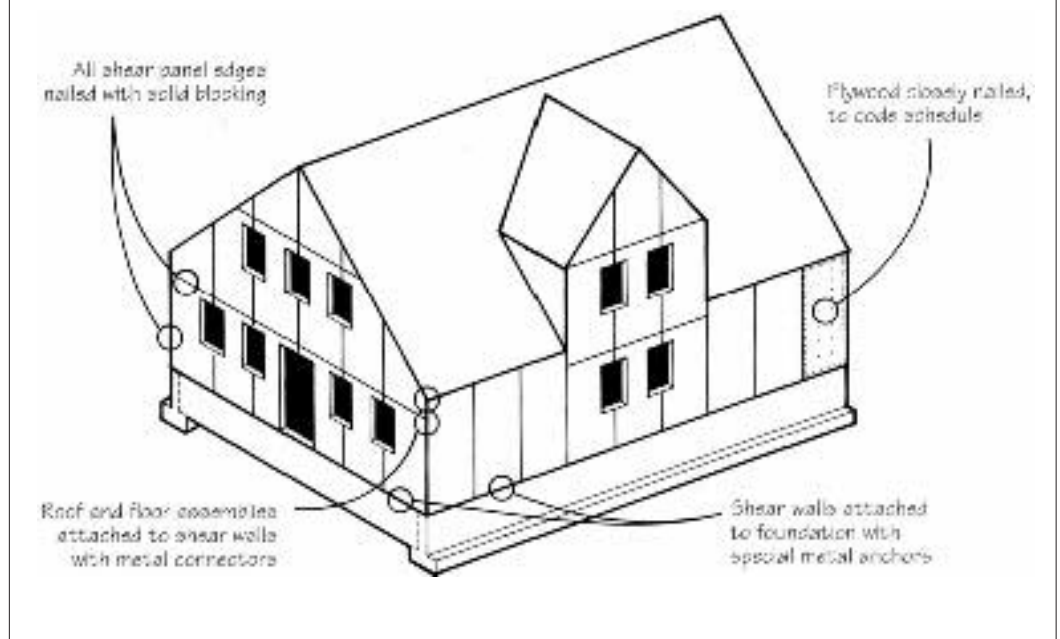 All shear panel edges
nailed with solid blocking
Plywood closely nailed,
to code schedule
Roof and floor assemblies
attached to shear walls
with metal connectors
Shear walls attached
to foundation with
special metal anchors